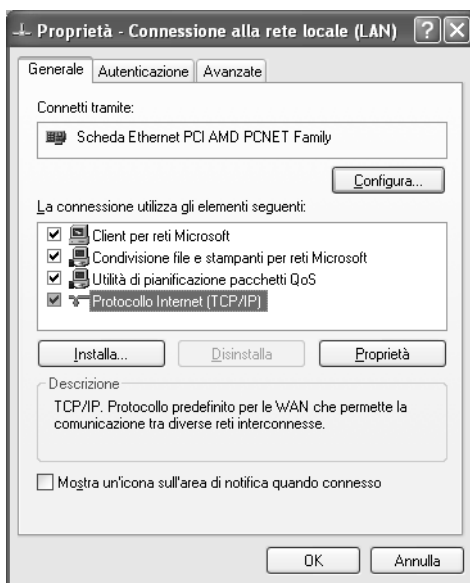 Proprietà - Connessione alla rete locale (LAN)
Generale Autenticazione Avanzate
Connetti tramite:
Scheda Ethernet PCI AMD PCNET Family
Configura...
La connessione utilizza gli elementi seguenti:
Client per reti Microsoft
Condivisione file e stampanti per reti Microsoft
Utilità di pianificazione pacchetti QoS
Protocollo Internet (TCP/IP)
Installa... Disinstalla Proprietà
Descrizione
TCP/IP. Protocollo predefinito per le WAN che permette la
comunicazione tra diverse reti interconnesse.
Mostra un'icona sull'area di notifica quando connesso
OK Annulla